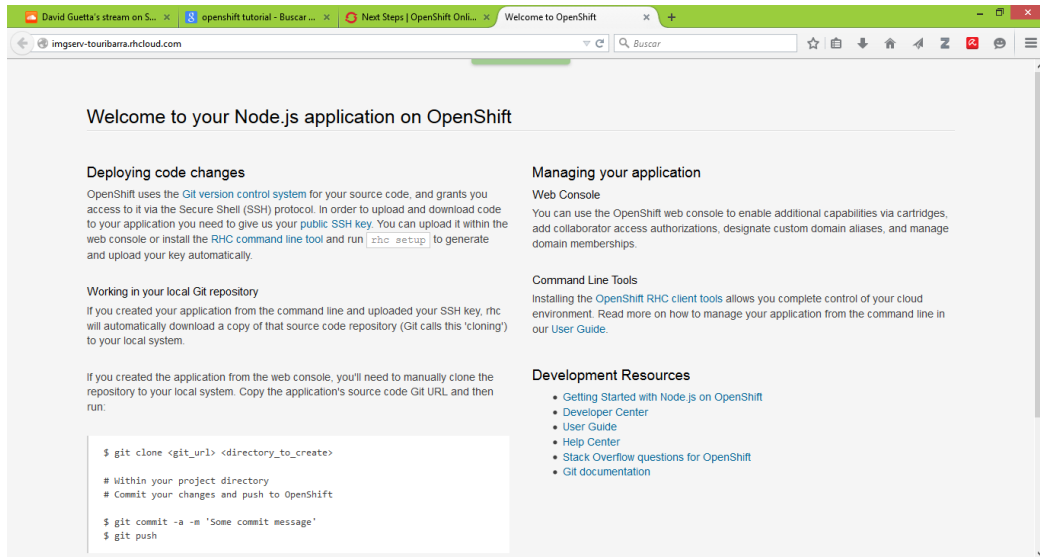 David Guetta's stream on S...
openshift tutorial - Buscar ...
Next Steps | OpenShift Onli...
Welcome to OpenShift
imgserv-touribarra.rhcloud.com
Buscar
Welcome to your Node.js application on OpenShift
Deploying code changes
OpenShift uses the Git version control system for your source code, and grants you
access to it via the Secure Shell (SSH) protocol. In order to upload and download code
to your application you need to give us your public SSH key. You can upload it within the
web console or install the RHC command line tool and run rhc setup to generate
and upload your key automatically.
Working in your local Git repository
If you created your application from the command line and uploaded your SSH key, rhc
will automatically download a copy of that source code repository (Git calls this 'cloning')
to your local system.
If you created the application from the web console, you'll need to manually clone the
repository to your local system. Copy the application's source code Git URL and then
run:
$ git clone <git_url> <directory_to_create>
# Within your project directory
# Commit your changes and push to OpenShift
$ git commit -a -m 'Some commit message'
$ git push
Managing your application
Web Console
You can use the OpenShift web console to enable additional capabilities via cartridges,
add collaborator access authorizations, designate custom domain aliases, and manage
domain memberships.
Command Line Tools
Installing the OpenShift RHC client tools allows you complete control of your cloud
environment. Read more on how to manage your application from the command line in
our User Guide.
Development Resources
Getting Started with Node.js on OpenShift
Developer Center
User Guide
Help Center
Stack Overflow questions for OpenShift
Git documentation